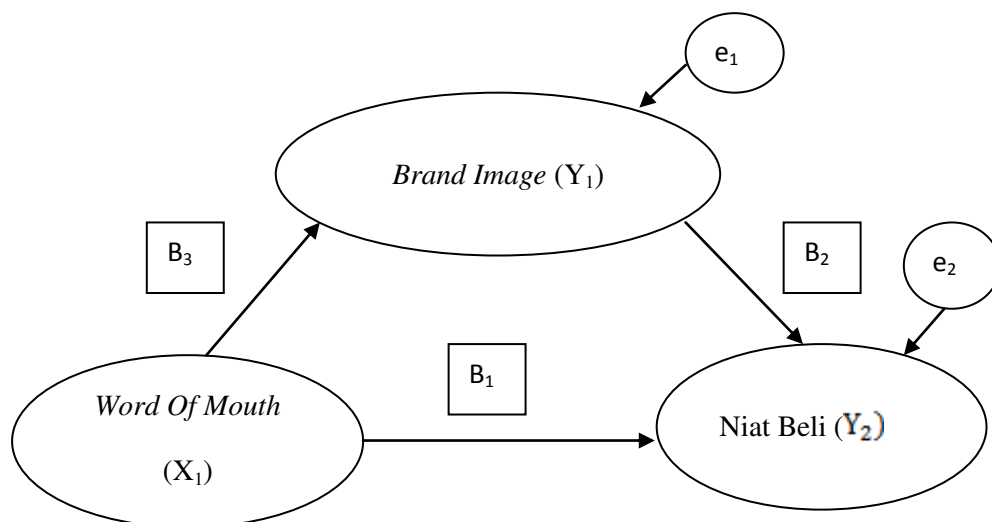 e₁
Brand Image (Y₁)
B₃
B₂
e₂
B₁
Word Of Mouth
(X₁)
Niat Beli (Y₂)